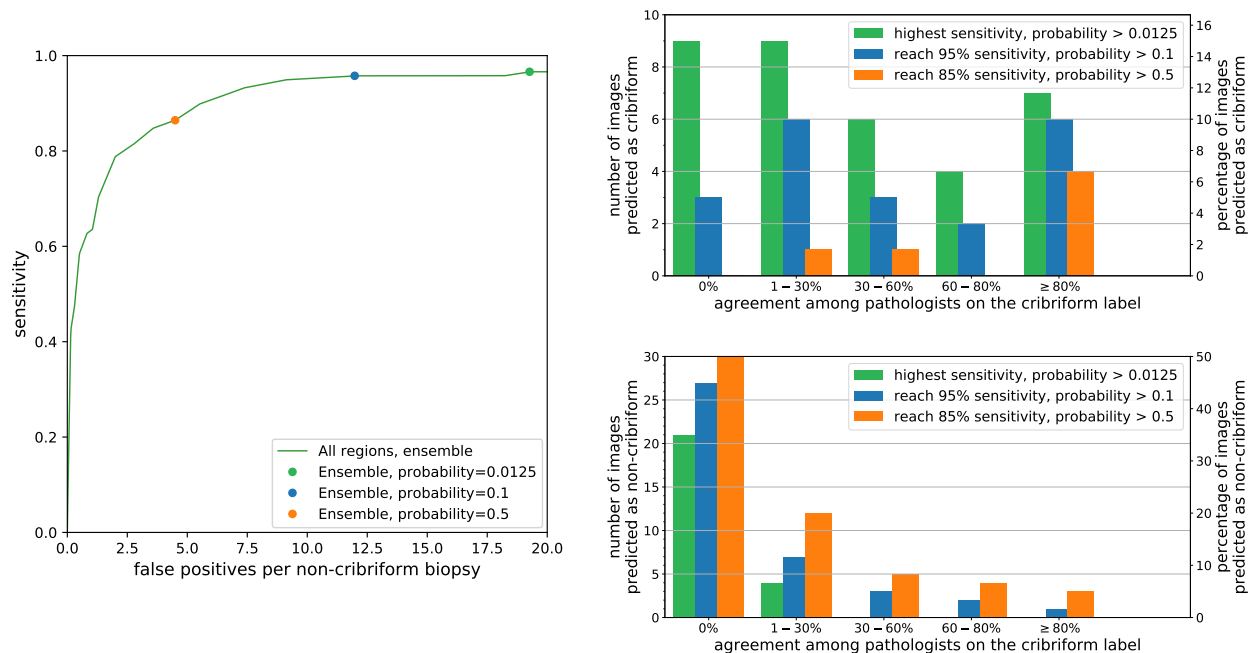 1.0
0.8
0.6
0.4
0.2
0.0
sensitivity
0.0 2.5 5.0 7.5 10.0 12.5 15.0 17.5 20.0
false positives per non-cribriform biopsy
All regions, ensemble
Ensemble, probability=0.0125
Ensemble, probability=0.1
Ensemble, probability=0.5
10
8
6
4
2
0
number of images
predicted as cribriform
highest sensitivity, probability > 0.0125
reach 95% sensitivity, probability > 0.1
reach 85% sensitivity, probability > 0.5
16
14
12
10
8
6
4
2
0
percentage of images
predicted as cribriform
0% 1 − 30% 30 − 60% 60 − 80% ≥ 80%
agreement among pathologists on the cribriform label
30
25
20
15
10
5
0
number of images
predicted as non-cribriform
highest sensitivity, probability > 0.0125
reach 95% sensitivity, probability > 0.1
reach 85% sensitivity, probability > 0.5
50
40
30
20
10
0
percentage of images
predicted as non-cribriform
0% 1 − 30% 30 − 60% 60 − 80% ≥ 80%
agreement among pathologists on the cribriform label